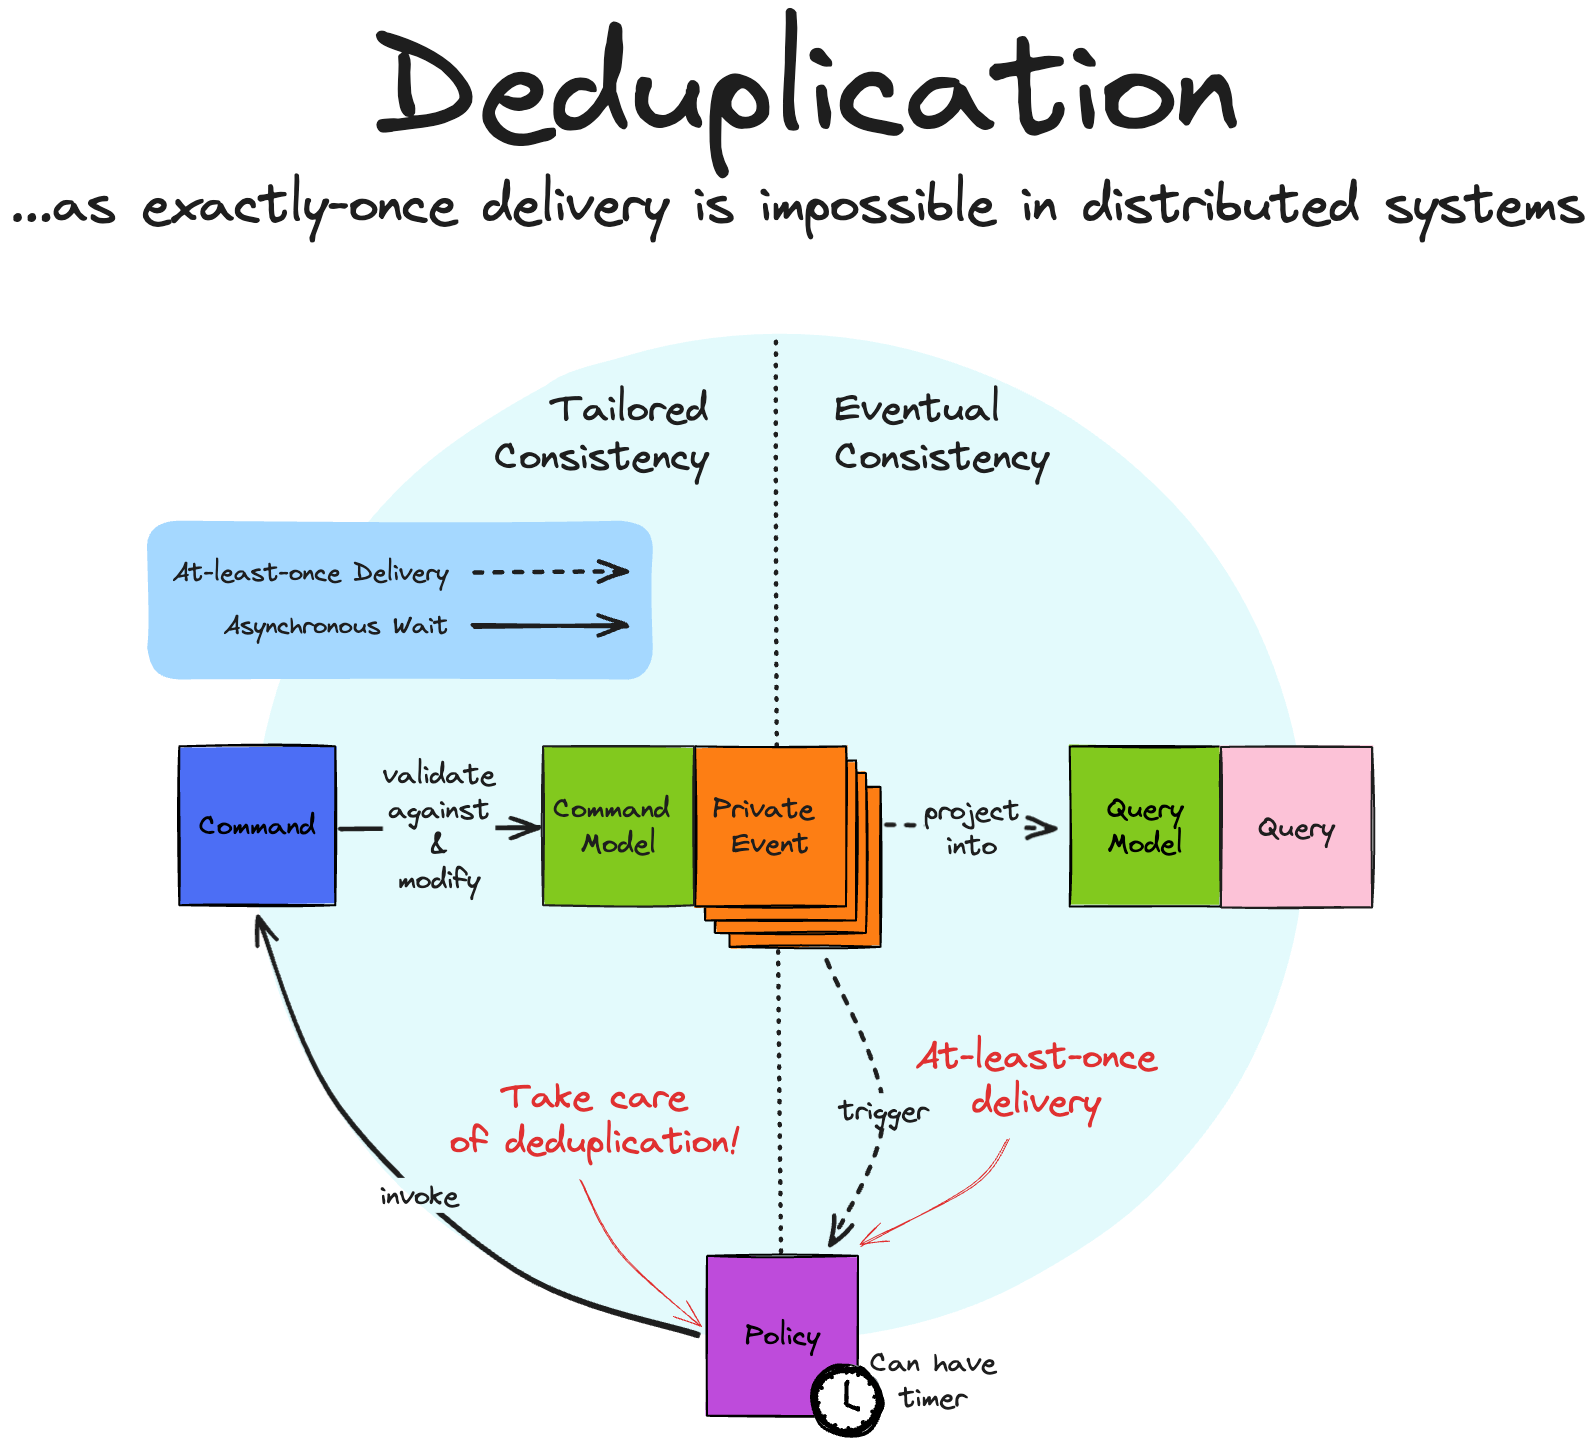 Deduplication
...as exactly-once delivery is impossible in distributed systems
Tailored
Consistency
Eventual
Consistency
At-least-once Delivery
Asynchronous Wait
Command
validate
against
&
modify
Command
Model
Private
Event
project
into
Query
Model
Query
At-least-once
delivery
trigger
Take care
of deduplication!
invoke
Policy
Can have
timer